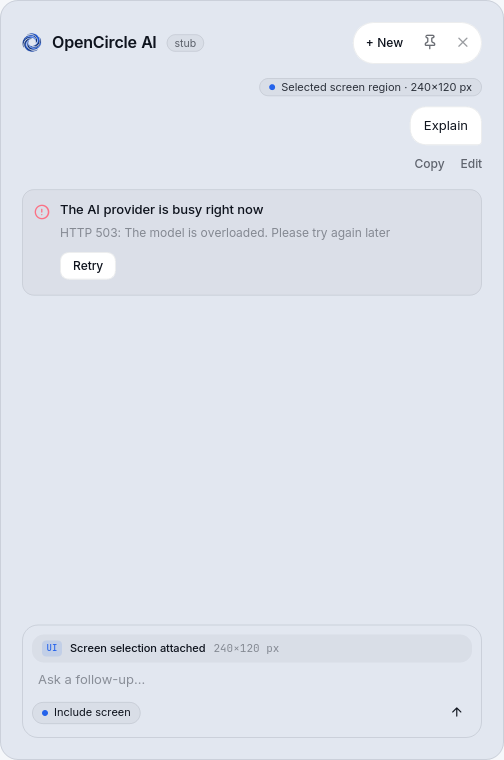 OpenCircle AI stub + New
Selected screen region · 240×120 px
Explain
Copy Edit
The AI provider is busy right now
HTTP 503: The model is overloaded. Please try again later
Retry
UI Screen selection attached 240×120 px
Ask a follow-up...
Include screen